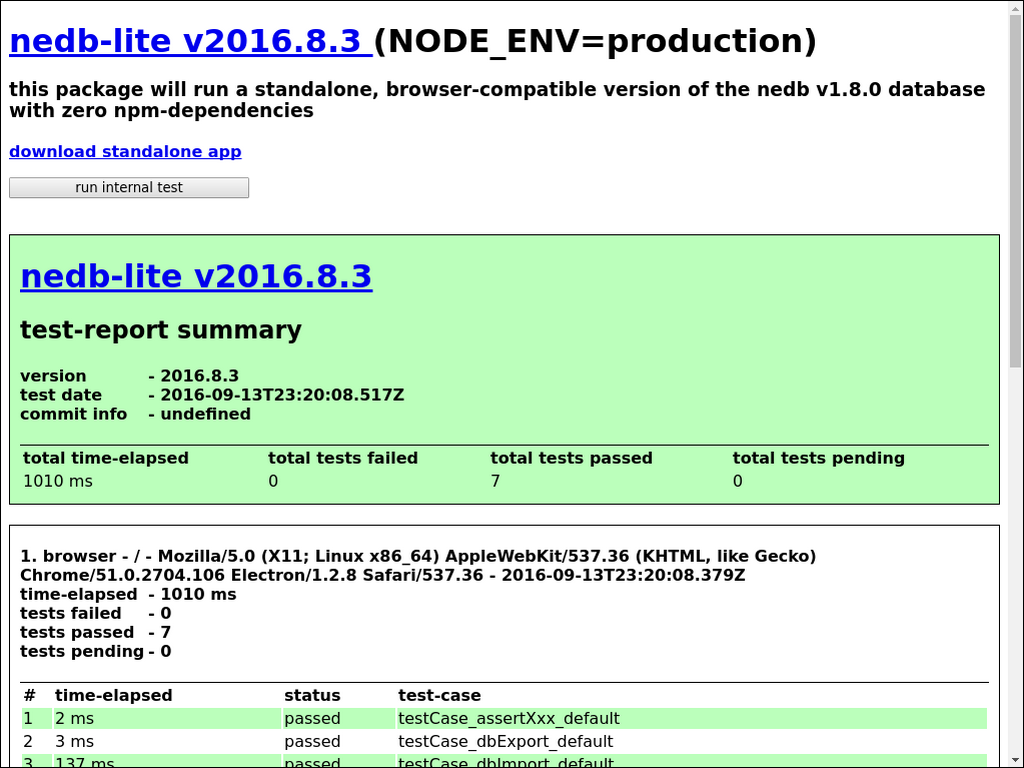 nedb-lite v2016.8.3 (NODE_ENV=production)
this package will run a standalone, browser-compatible version of the nedb v1.8.0 database
with zero npm-dependencies
download standalone app
run internal test
nedb-lite v2016.8.3
test-report summary
version - 2016.8.3
test date - 2016-09-13T23:20:08.517Z
commit info - undefined
total time-elapsed total tests failed total tests passed total tests pending
1010 ms 0 7 0
1. browser - / - Mozilla/5.0 (X11; Linux x86_64) AppleWebKit/537.36 (KHTML, like Gecko)
Chrome/51.0.2704.106 Electron/1.2.8 Safari/537.36 - 2016-09-13T23:20:08.379Z
time-elapsed - 1010 ms
tests failed - 0
tests passed - 7
tests pending - 0
# time-elapsed status test-case
1 2 ms passed testCase_assertXxx_default
2 3 ms passed testCase_dbExport_default
3 137 ms passed testCase_dbImport_default